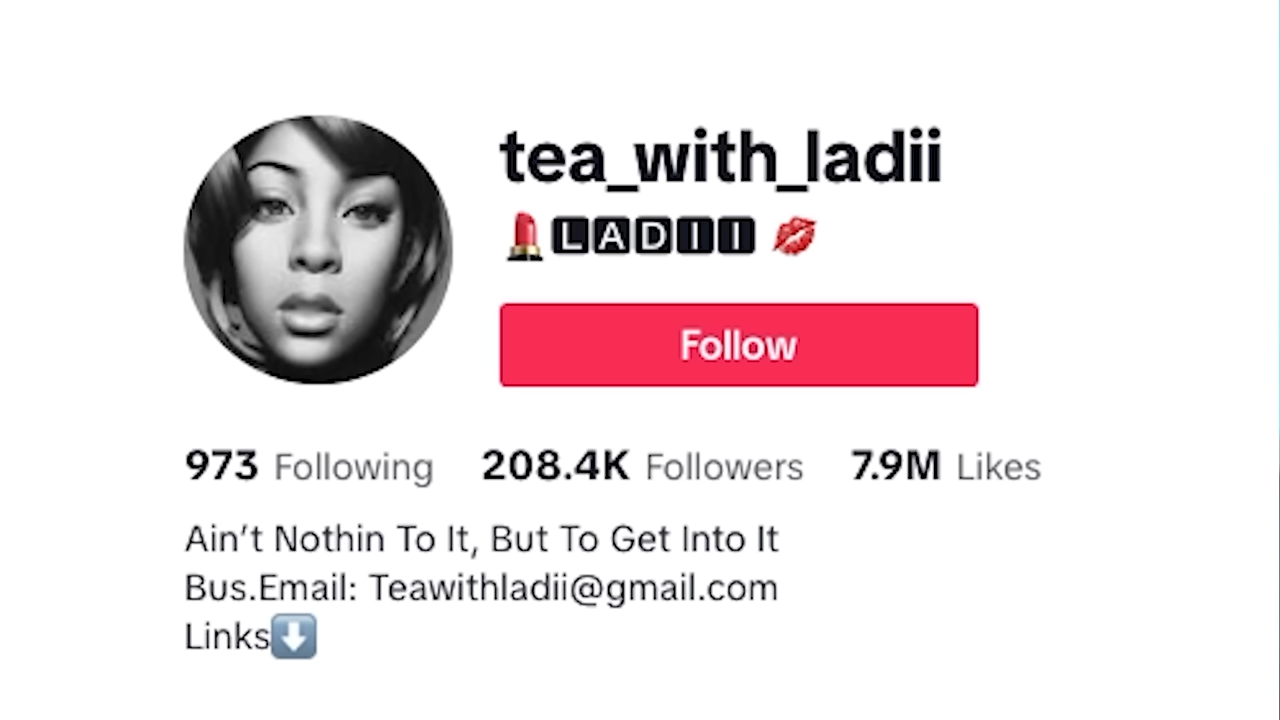 tea_with_ladii
💄🅻🅰🅳🅸🅸 💋
Follow
973 Following 208.4K Followers 7.9M Likes
Ain’t Nothin To It, But To Get Into It
Bus.Email: Teawithladii@gmail.com
Links⬇️